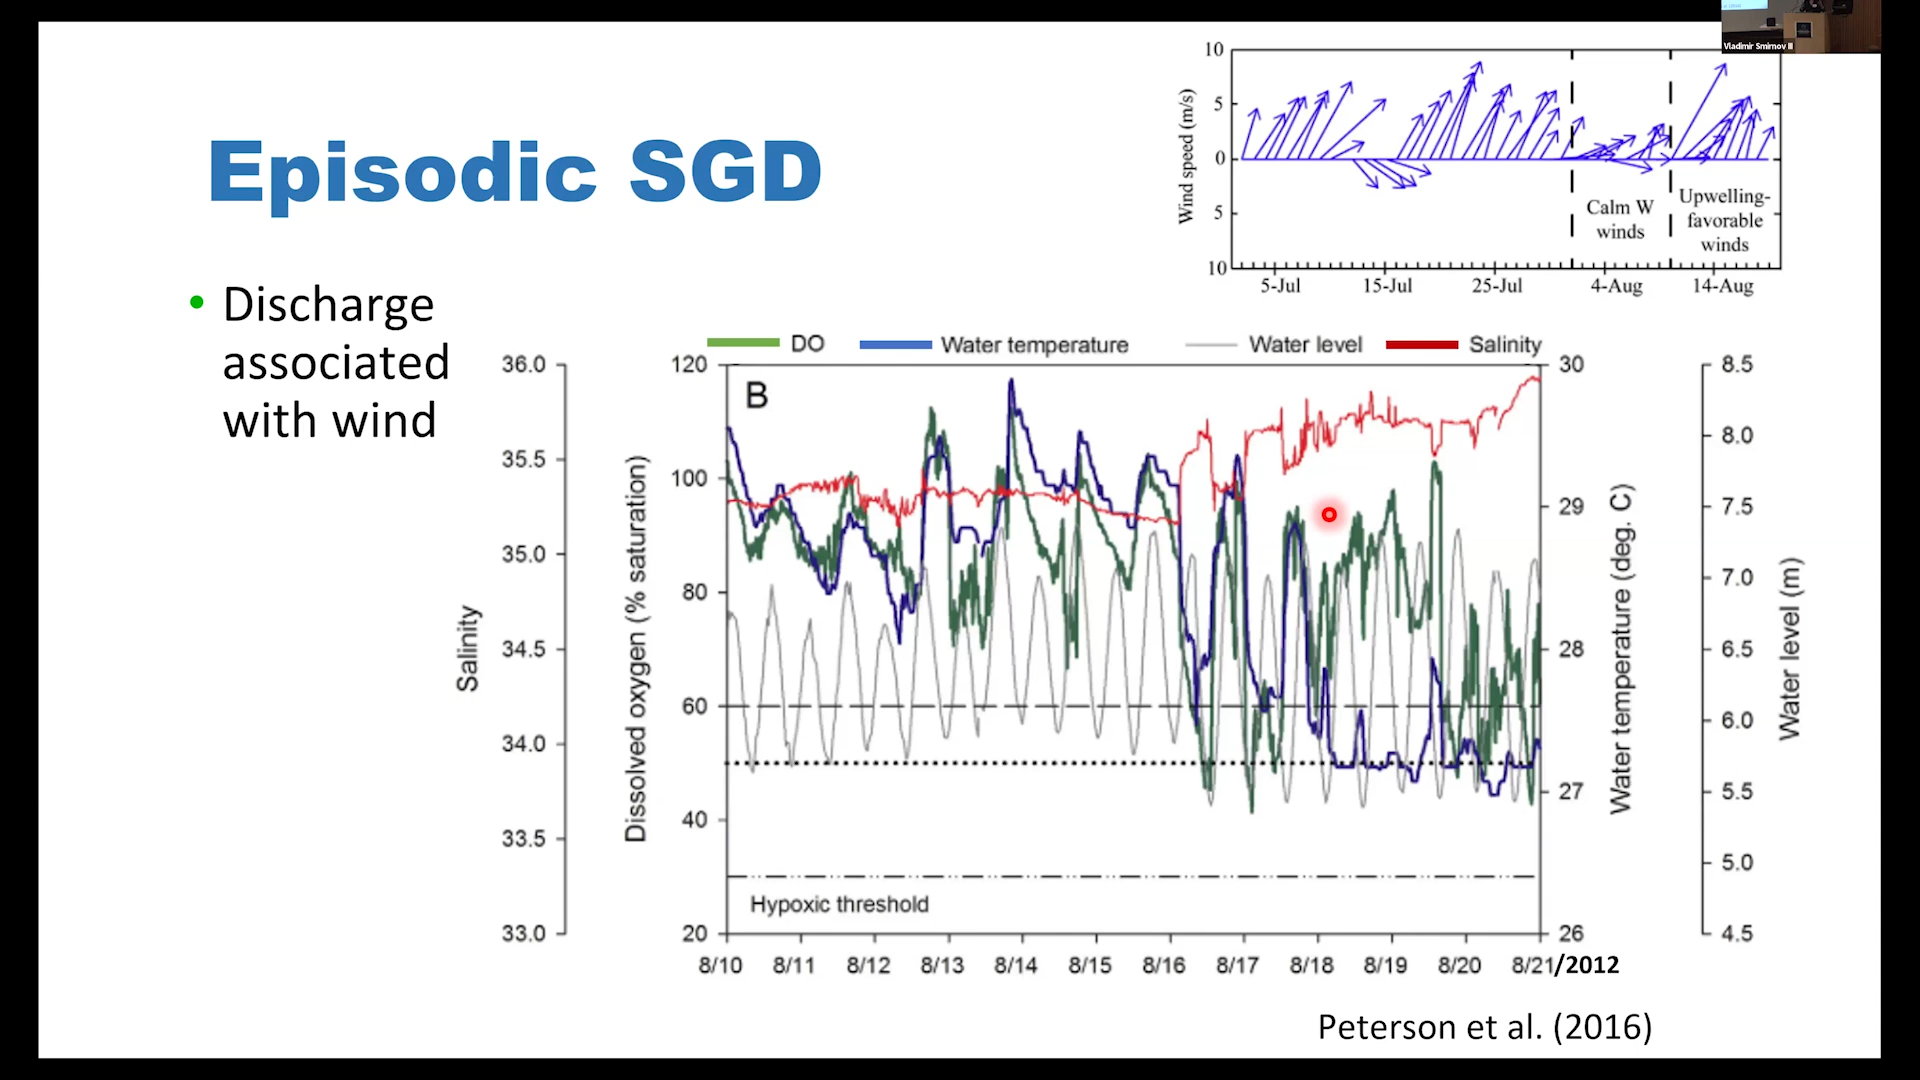 Vladimir Smirnov III
Episodic SGD
• Discharge
associated
with wind
10
5
0
5
10
Wind speed (m/s)
Calm W
winds
Upwelling-
favorable
winds
5-Jul 15-Jul 25-Jul 4-Aug 14-Aug
DO Water temperature Water level Salinity
B
36.0
35.5
35.0
34.5
34.0
33.5
33.0
Salinity
120
100
80
60
40
20
Dissolved oxygen (% saturation)
30
29
28
27
26
Water temperature (deg. C)
8.5
8.0
7.5
7.0
6.5
6.0
5.5
5.0
4.5
Water level (m)
Hypoxic threshold
8/10 8/11 8/12 8/13 8/14 8/15 8/16 8/17 8/18 8/19 8/20 8/21/2012
Peterson et al. (2016)